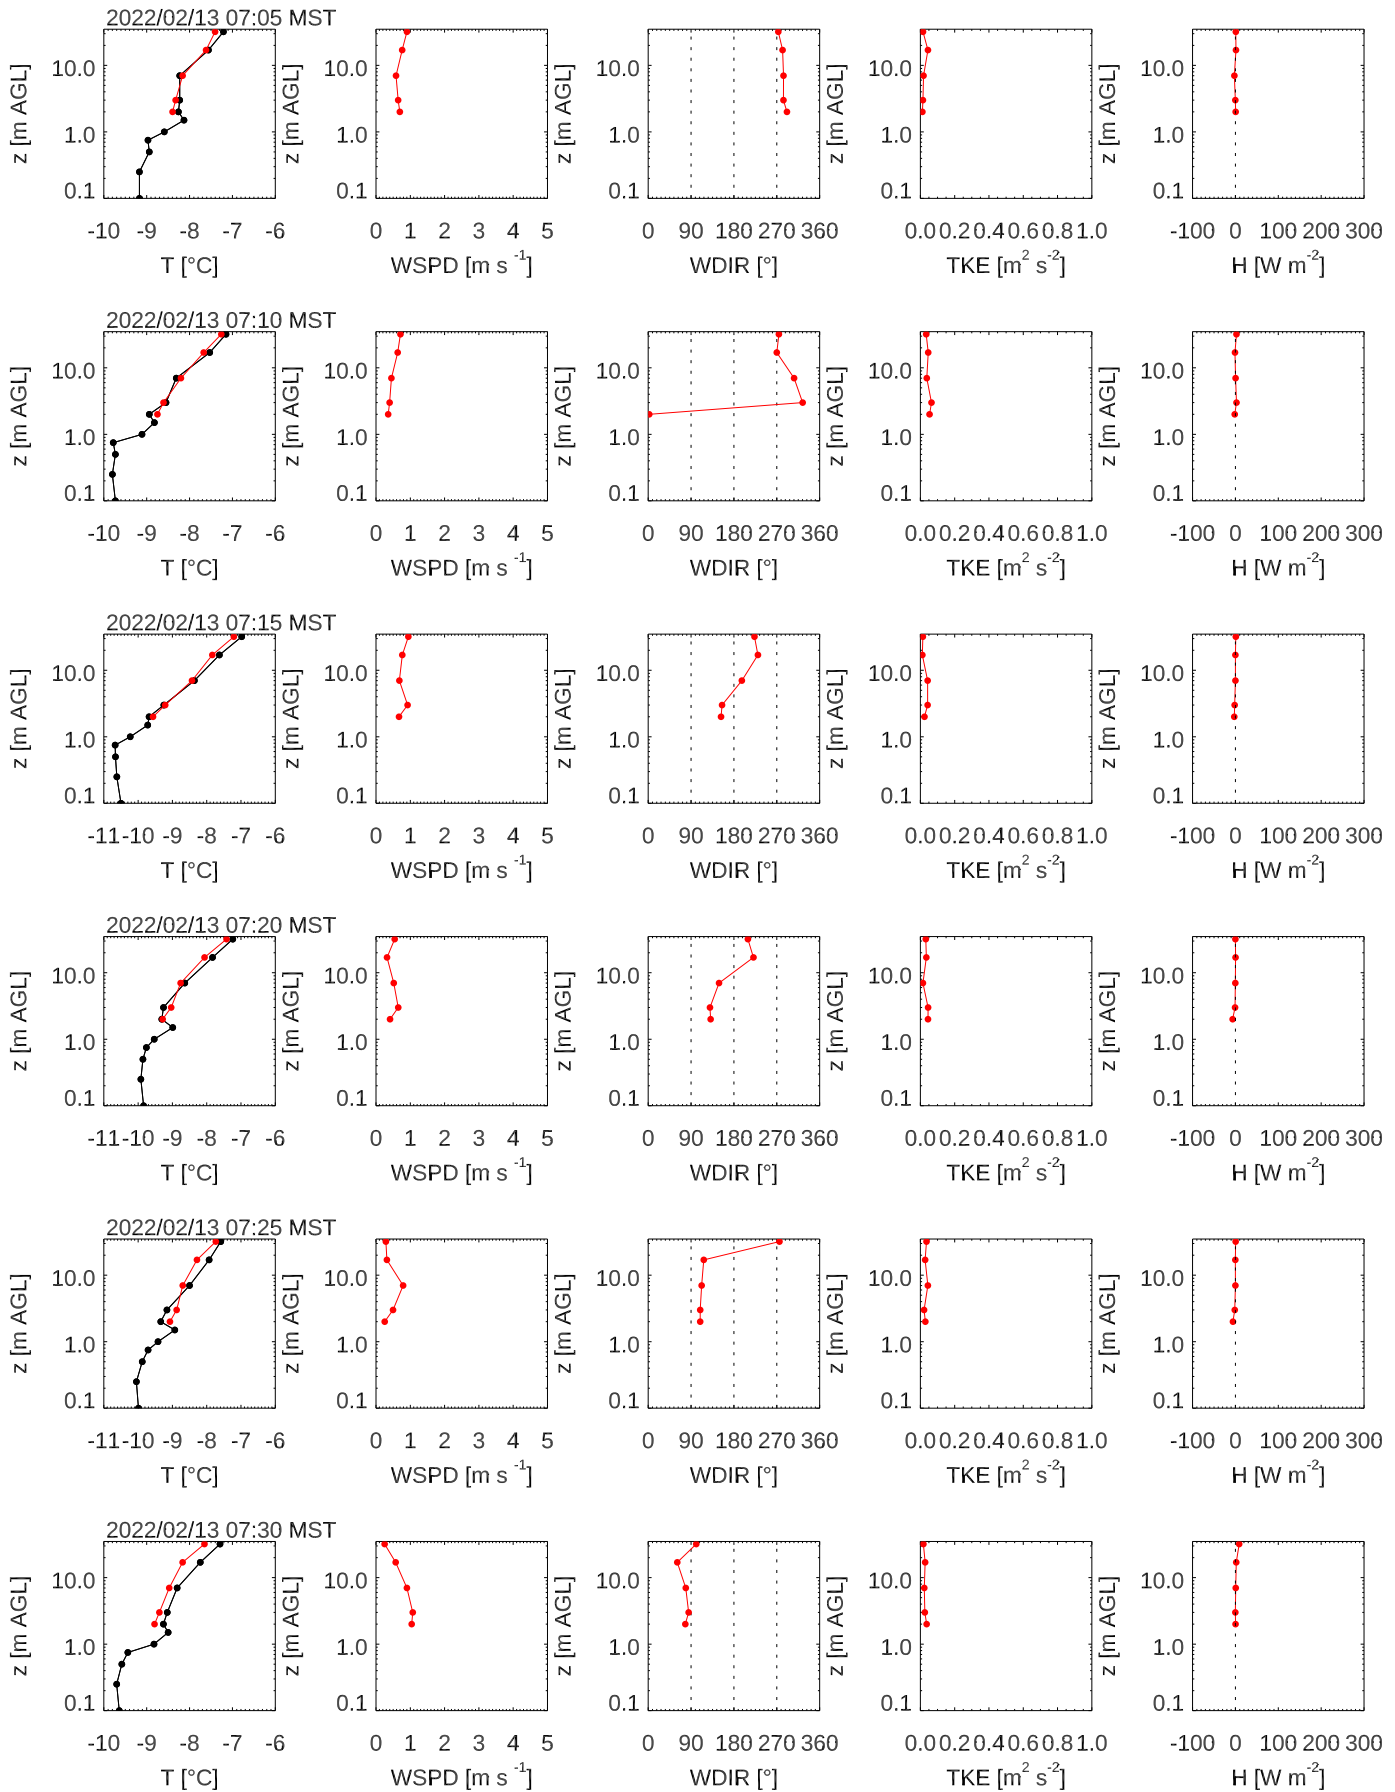 2022/02/13 07:05 MST
z [m AGL] z [m AGL] z [m AGL] z [m AGL] z [m AGL]
10.0 10.0 10.0 10.0 10.0
1.0 1.0 1.0 1.0 1.0
0.1 0.1 0.1 0.1 0.1
-10 -9 -8 -7 -6 0 1 2 3 4 5 0 90 180 270 360 0.0 0.2 0.4 0.6 0.8 1.0 -100 0 100 200 300
T [°C] WSPD [m s -1] WDIR [°] TKE [m2 s-2] H [W m-2]
2022/02/13 07:10 MST
z [m AGL] z [m AGL] z [m AGL] z [m AGL] z [m AGL]
10.0 10.0 10.0 10.0 10.0
1.0 1.0 1.0 1.0 1.0
0.1 0.1 0.1 0.1 0.1
-10 -9 -8 -7 -6 0 1 2 3 4 5 0 90 180 270 360 0.0 0.2 0.4 0.6 0.8 1.0 -100 0 100 200 300
T [°C] WSPD [m s -1] WDIR [°] TKE [m2 s-2] H [W m-2]
2022/02/13 07:15 MST
z [m AGL] z [m AGL] z [m AGL] z [m AGL] z [m AGL]
10.0 10.0 10.0 10.0 10.0
1.0 1.0 1.0 1.0 1.0
0.1 0.1 0.1 0.1 0.1
-11 -10 -9 -8 -7 -6 0 1 2 3 4 5 0 90 180 270 360 0.0 0.2 0.4 0.6 0.8 1.0 -100 0 100 200 300
T [°C] WSPD [m s -1] WDIR [°] TKE [m2 s-2] H [W m-2]
2022/02/13 07:20 MST
z [m AGL] z [m AGL] z [m AGL] z [m AGL] z [m AGL]
10.0 10.0 10.0 10.0 10.0
1.0 1.0 1.0 1.0 1.0
0.1 0.1 0.1 0.1 0.1
-11 -10 -9 -8 -7 -6 0 1 2 3 4 5 0 90 180 270 360 0.0 0.2 0.4 0.6 0.8 1.0 -100 0 100 200 300
T [°C] WSPD [m s -1] WDIR [°] TKE [m2 s-2] H [W m-2]
2022/02/13 07:25 MST
z [m AGL] z [m AGL] z [m AGL] z [m AGL] z [m AGL]
10.0 10.0 10.0 10.0 10.0
1.0 1.0 1.0 1.0 1.0
0.1 0.1 0.1 0.1 0.1
-11 -10 -9 -8 -7 -6 0 1 2 3 4 5 0 90 180 270 360 0.0 0.2 0.4 0.6 0.8 1.0 -100 0 100 200 300
T [°C] WSPD [m s -1] WDIR [°] TKE [m2 s-2] H [W m-2]
2022/02/13 07:30 MST
z [m AGL] z [m AGL] z [m AGL] z [m AGL] z [m AGL]
10.0 10.0 10.0 10.0 10.0
1.0 1.0 1.0 1.0 1.0
0.1 0.1 0.1 0.1 0.1
-10 -9 -8 -7 -6 0 1 2 3 4 5 0 90 180 270 360 0.0 0.2 0.4 0.6 0.8 1.0 -100 0 100 200 300
T [°C] WSPD [m s -1] WDIR [°] TKE [m2 s-2] H [W m-2]